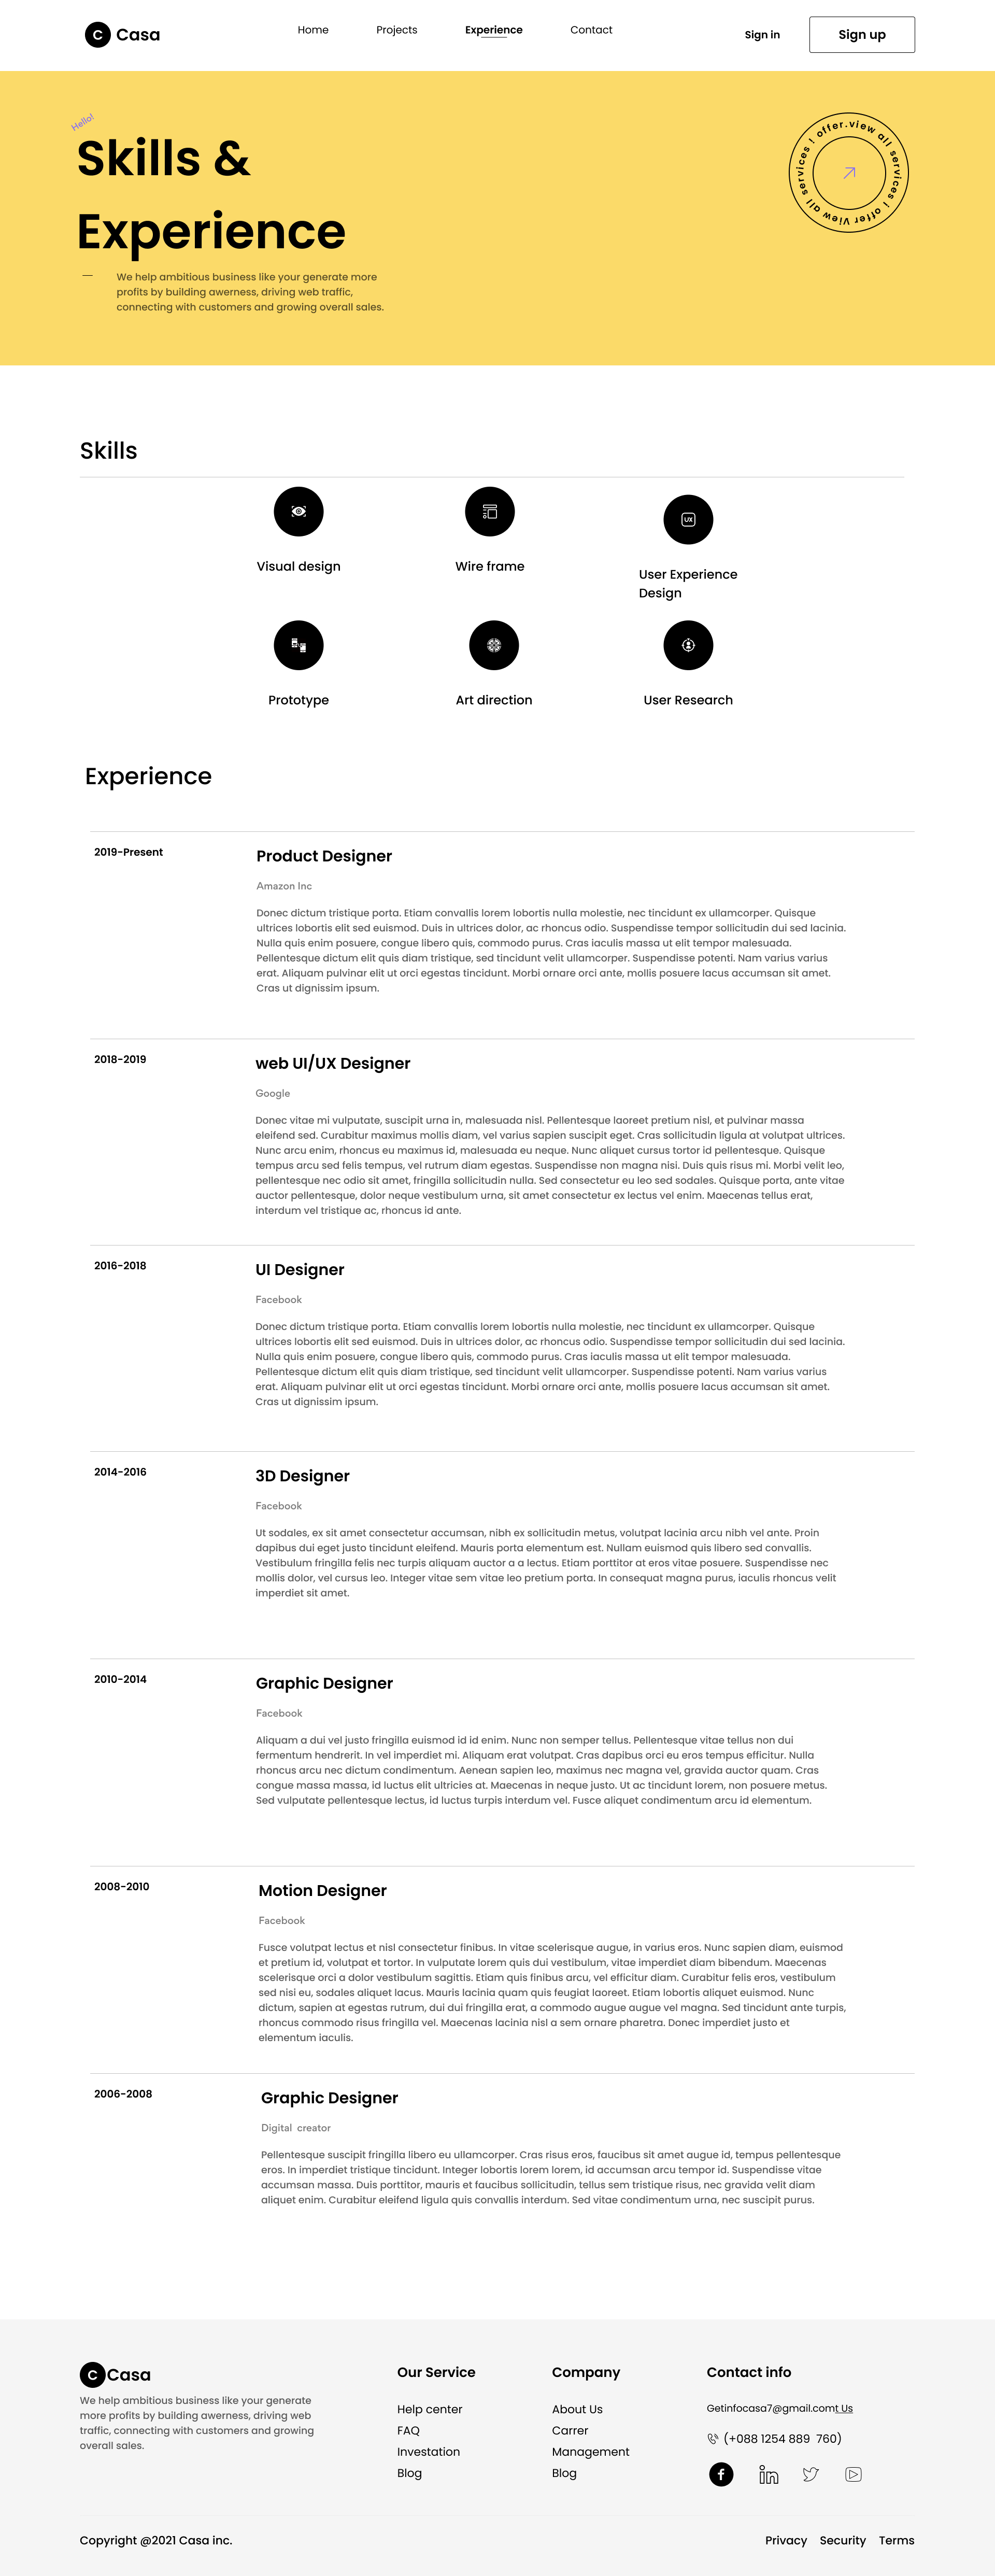 C Casa
Home Projects Experience Contact
Sign in Sign up
Hello!
Skills &
Experience
We help ambitious business like your generate more
profits by building awerness, driving web traffic,
connecting with customers and growing overall sales.
offer.view all services ! offer View all services !
Skills
Visual design
Wire frame
UX
User Experience
Design
Prototype
Art direction
User Research
Experience
2019-Present
Product Designer
Amazon Inc
Donec dictum tristique porta. Etiam convallis lorem lobortis nulla molestie, nec tincidunt ex ullamcorper. Quisque
ultrices lobortis elit sed euismod. Duis in ultrices dolor, ac rhoncus odio. Suspendisse tempor sollicitudin dui sed lacinia.
Nulla quis enim posuere, congue libero quis, commodo purus. Cras iaculis massa ut elit tempor malesuada.
Pellentesque dictum elit quis diam tristique, sed tincidunt velit ullamcorper. Suspendisse potenti. Nam varius varius
erat. Aliquam pulvinar elit ut orci egestas tincidunt. Morbi ornare orci ante, mollis posuere lacus accumsan sit amet.
Cras ut dignissim ipsum.
2018-2019
web UI/UX Designer
Google
Donec vitae mi vulputate, suscipit urna in, malesuada nisl. Pellentesque laoreet pretium nisl, et pulvinar massa
eleifend sed. Curabitur maximus mollis diam, vel varius sapien suscipit eget. Cras sollicitudin ligula at volutpat ultrices.
Nunc arcu enim, rhoncus eu maximus id, malesuada eu neque. Nunc aliquet cursus tortor id pellentesque. Quisque
tempus arcu sed felis tempus, vel rutrum diam egestas. Suspendisse non magna nisi. Duis quis risus mi. Morbi velit leo,
pellentesque nec odio sit amet, fringilla sollicitudin nulla. Sed consectetur eu leo sed sodales. Quisque porta, ante vitae
auctor pellentesque, dolor neque vestibulum urna, sit amet consectetur ex lectus vel enim. Maecenas tellus erat,
interdum vel tristique ac, rhoncus id ante.
2016-2018
UI Designer
Facebook
Donec dictum tristique porta. Etiam convallis lorem lobortis nulla molestie, nec tincidunt ex ullamcorper. Quisque
ultrices lobortis elit sed euismod. Duis in ultrices dolor, ac rhoncus odio. Suspendisse tempor sollicitudin dui sed lacinia.
Nulla quis enim posuere, congue libero quis, commodo purus. Cras iaculis massa ut elit tempor malesuada.
Pellentesque dictum elit quis diam tristique, sed tincidunt velit ullamcorper. Suspendisse potenti. Nam varius varius
erat. Aliquam pulvinar elit ut orci egestas tincidunt. Morbi ornare orci ante, mollis posuere lacus accumsan sit amet.
Cras ut dignissim ipsum.
2014-2016
3D Designer
Facebook
Ut sodales, ex sit amet consectetur accumsan, nibh ex sollicitudin metus, volutpat lacinia arcu nibh vel ante. Proin
dapibus dui eget justo tincidunt eleifend. Mauris porta elementum est. Nullam euismod quis libero sed convallis.
Vestibulum fringilla felis nec turpis aliquam auctor a a lectus. Etiam porttitor at eros vitae posuere. Suspendisse nec
mollis dolor, vel cursus leo. Integer vitae sem vitae leo pretium porta. In consequat magna purus, iaculis rhoncus velit
imperdiet sit amet.
2010-2014
Graphic Designer
Facebook
Aliquam a dui vel justo fringilla euismod id id enim. Nunc non semper tellus. Pellentesque vitae tellus non dui
fermentum hendrerit. In vel imperdiet mi. Aliquam erat volutpat. Cras dapibus orci eu eros tempus efficitur. Nulla
rhoncus arcu nec dictum condimentum. Aenean sapien leo, maximus nec magna vel, gravida auctor quam. Cras
congue massa massa, id luctus elit ultricies at. Maecenas in neque justo. Ut ac tincidunt lorem, non posuere metus.
Sed vulputate pellentesque lectus, id luctus turpis interdum vel. Fusce aliquet condimentum arcu id elementum.
2008-2010
Motion Designer
Facebook
Fusce volutpat lectus et nisl consectetur finibus. In vitae scelerisque augue, in varius eros. Nunc sapien diam, euismod
et pretium id, volutpat et tortor. In vulputate lorem quis dui vestibulum, vitae imperdiet diam bibendum. Maecenas
scelerisque orci a dolor vestibulum sagittis. Etiam quis finibus arcu, vel efficitur diam. Curabitur felis eros, vestibulum
sed nisi eu, sodales aliquet lacus. Mauris lacinia quam quis feugiat laoreet. Etiam lobortis aliquet euismod. Nunc
dictum, sapien at egestas rutrum, dui dui fringilla erat, a commodo augue augue vel magna. Sed tincidunt ante turpis,
rhoncus commodo risus fringilla vel. Maecenas lacinia nisl a sem ornare pharetra. Donec imperdiet justo et
elementum iaculis.
2006-2008
Graphic Designer
Digital creator
Pellentesque suscipit fringilla libero eu ullamcorper. Cras risus eros, faucibus sit amet augue id, tempus pellentesque
eros. In imperdiet tristique tincidunt. Integer lobortis lorem lorem, id accumsan arcu tempor id. Suspendisse vitae
accumsan massa. Duis porttitor, mauris et faucibus sollicitudin, tellus sem tristique risus, nec gravida velit diam
aliquet enim. Curabitur eleifend ligula quis convallis interdum. Sed vitae condimentum urna, nec suscipit purus.
C Casa
We help ambitious business like your generate
more profits by building awerness, driving web
traffic, connecting with customers and growing
overall sales.
Our Service
Help center
FAQ
Investation
Blog
Company
About Us
Carrer
Management
Blog
Contact info
Getinfocasa7@gmail.comt Us
(+088 1254 889 760)
Copyright @2021 Casa inc.
Privacy Security Terms